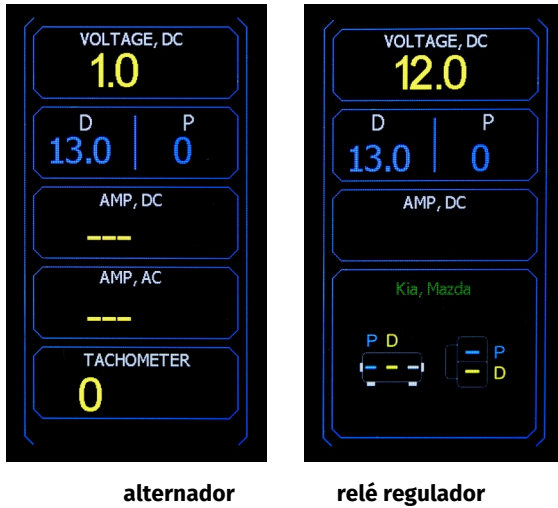 VOLTAGE, DC
1.0
D P
13.0 0
AMP, DC
---
AMP, AC
---
TACHOMETER
0
alternador
VOLTAGE, DC
12.0
D P
13.0 0
AMP, DC
Kia, Mazda
P D
P
D
relé regulador